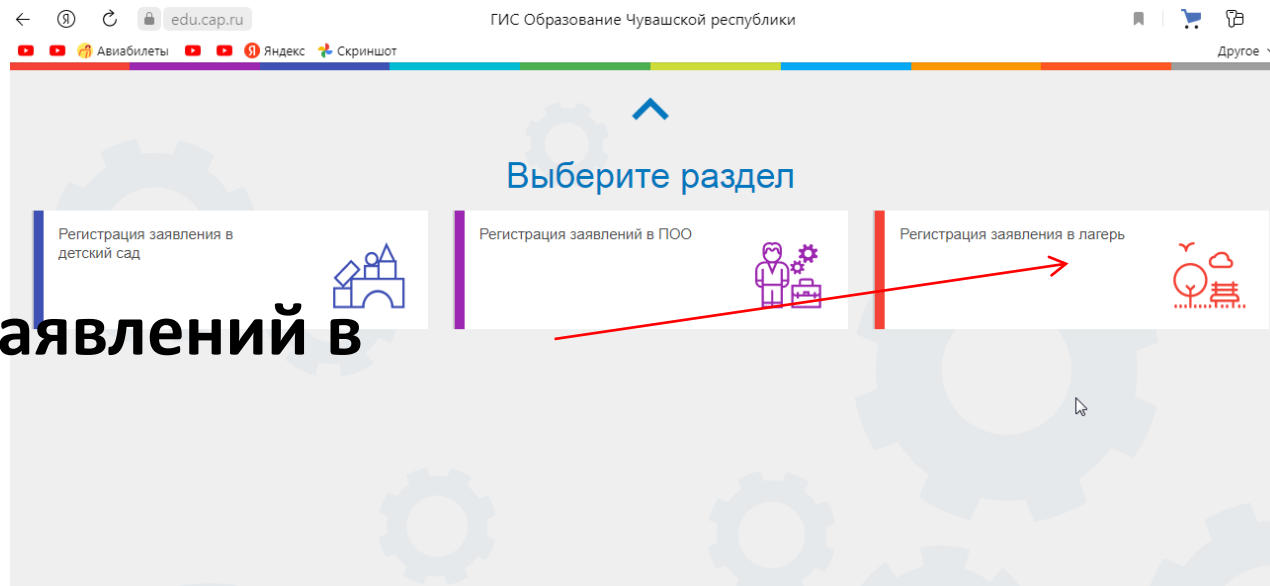 edu.cap.ru
ГИС Образование Чувашской республики
Авиабилеты
Яндекс
Скриншот
Другое
Выберите раздел
Регистрация заявления в
детский сад
Регистрация заявлений в ПОО
Регистрация заявления в лагерь
аявлений в